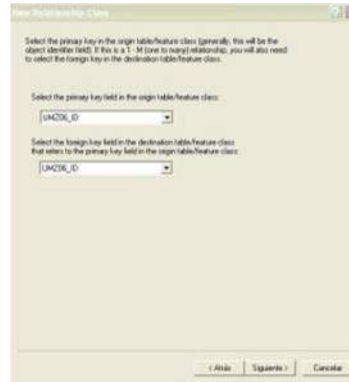 New Relationship Class
Select the primary key in the origin table/feature class (generally, this will be the
object identifier field). If this is a 1 - M (one to many) relationship, you will also need
to select the foreign key in the destination table/feature class.
Select the primary key field in the origin table/feature class:
UMZ06_ID
Select the foreign key field in the destination table/feature class
that refers to the primary key field in the origin table/feature class:
UMZ06_ID
< Atrás
Siguiente >
Cancelar